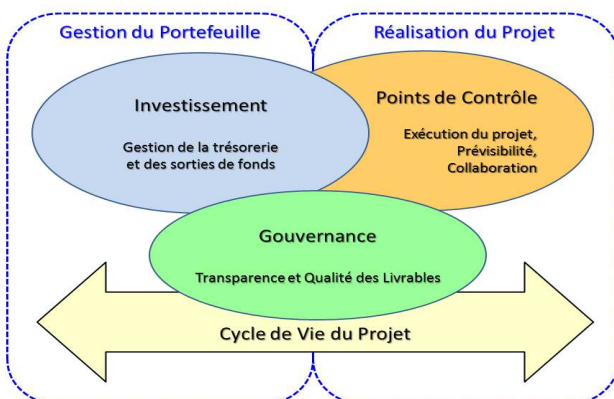 Gestion du Portefeuille
Réalisation du Projet
Investissement
Gestion de la trésorerie
et des sorties de fonds
Points de Contrôle
Exécution du projet,
Prévisibilité,
Collaboration
Gouvernance
Transparence et Qualité des Livrables
Cycle de Vie du Projet